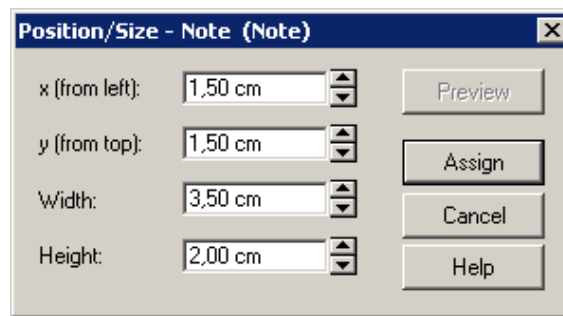 Position/Size - Note (Note)
x (from left): 1,50 cm
Preview
y (from top): 1,50 cm
Assign
Width: 3,50 cm
Cancel
Height: 2,00 cm
Help